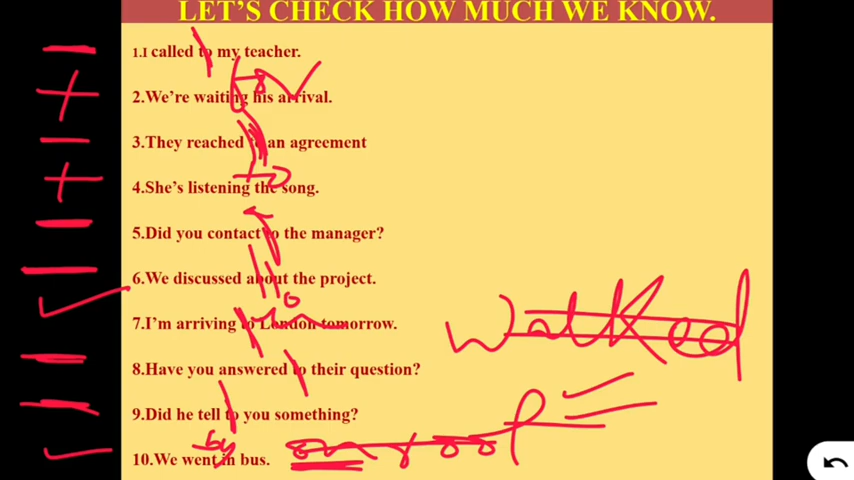 LET'S CHECK HOW MUCH WE KNOW.
1.I called to my teacher.
for
2.We're waiting his arrival.
3.They reached to an agreement
to
4.She's listening the song.
5.Did you contact to the manager?
6.We discussed about the project.
7.I'm arriving to London tomorrow.
Watked
8.Have you answered to their question?
9.Did he tell to you something?
by
10.We went in bus.